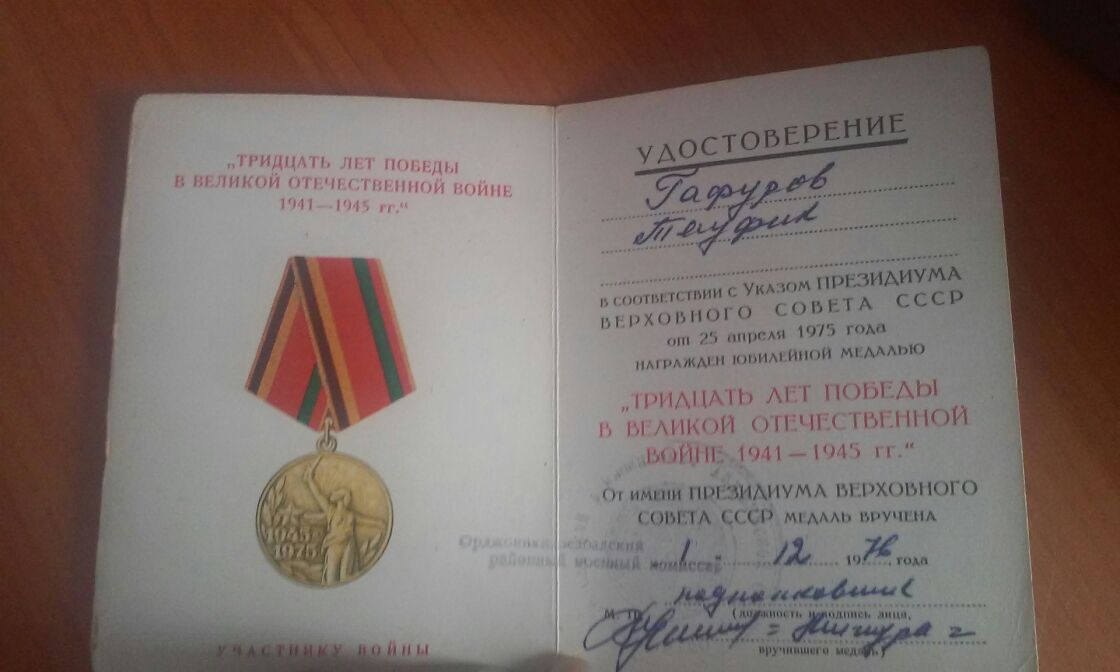 „ТРИДЦАТЬ ЛЕТ ПОБЕДЫ
В ВЕЛИКОЙ ОТЕЧЕСТВЕННОЙ ВОЙНЕ
1941—1945 гг.“
1945
1975
УЧАСТНИКУ ВОЙНЫ
УДОСТОВЕРЕНИЕ
Гафуров
Тауфик
В СООТВЕТСТВИИ С УКАЗОМ ПРЕЗИДИУМА
ВЕРХОВНОГО СОВЕТА СССР
от 25 апреля 1975 года
НАГРАЖДЕН ЮБИЛЕЙНОЙ МЕДАЛЬЮ
„ТРИДЦАТЬ ЛЕТ ПОБЕДЫ
В ВЕЛИКОЙ ОТЕЧЕСТВЕННОЙ
ВОЙНЕ 1941—1945 гг.“
ОТ ИМЕНИ ПРЕЗИДИУМА ВЕРХОВНОГО
СОВЕТА СССР МЕДАЛЬ ВРУЧЕНА
районный военный комиссар
1 12 1976 года
подполковник
М. П. (должность и подпись лица,
вручившего медаль)